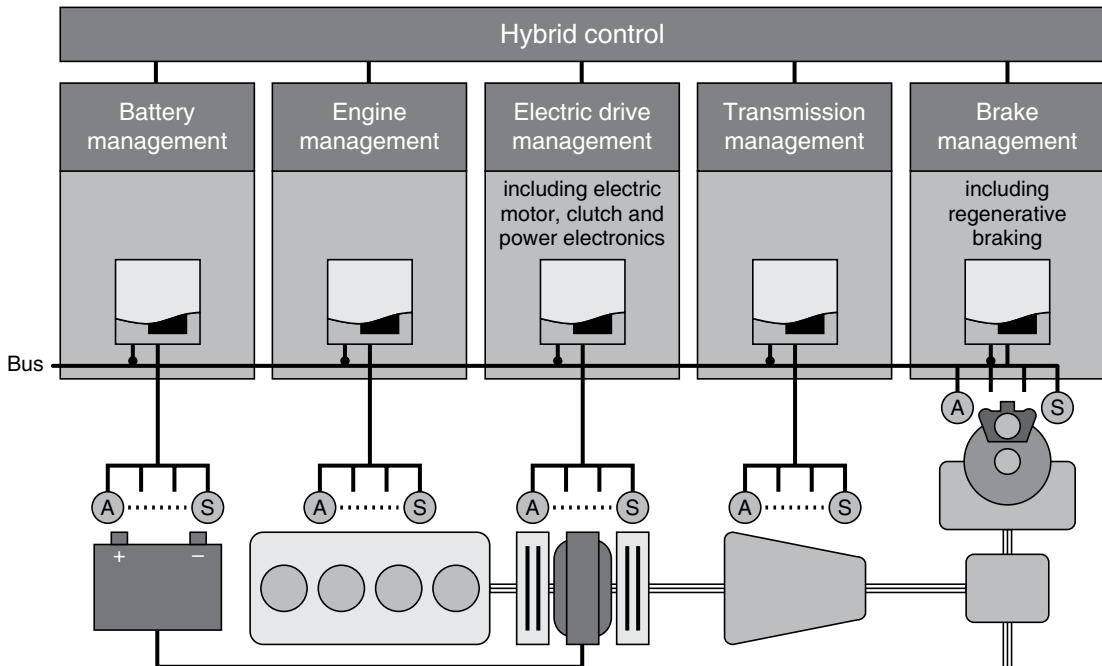 Hybrid control
Battery
management
Engine
management
Electric drive
management
Transmission
management
Brake
management
including electric
motor, clutch and
power electronics
including
regenerative
braking
Bus
A
S
A
S
A
S
A
S
A
S
+
−